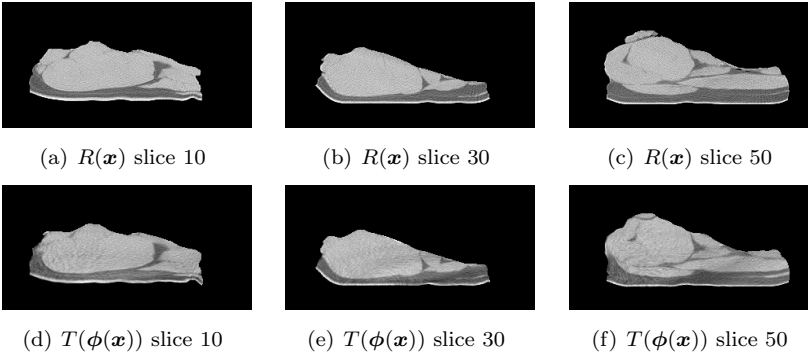 (a) R(x) slice 10
(b) R(x) slice 30
(c) R(x) slice 50
(d) T(ϕ(x)) slice 10
(e) T(ϕ(x)) slice 30
(f) T(ϕ(x)) slice 50